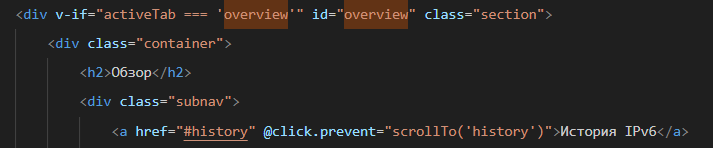 <div v-if="activeTab === 'overview'" id="overview" class="section">
<div class="container">
<h2>Обзор</h2>
<div class="subnav">
<a href="#history" @click.prevent="scrollTo('history')">История IPv6</a>